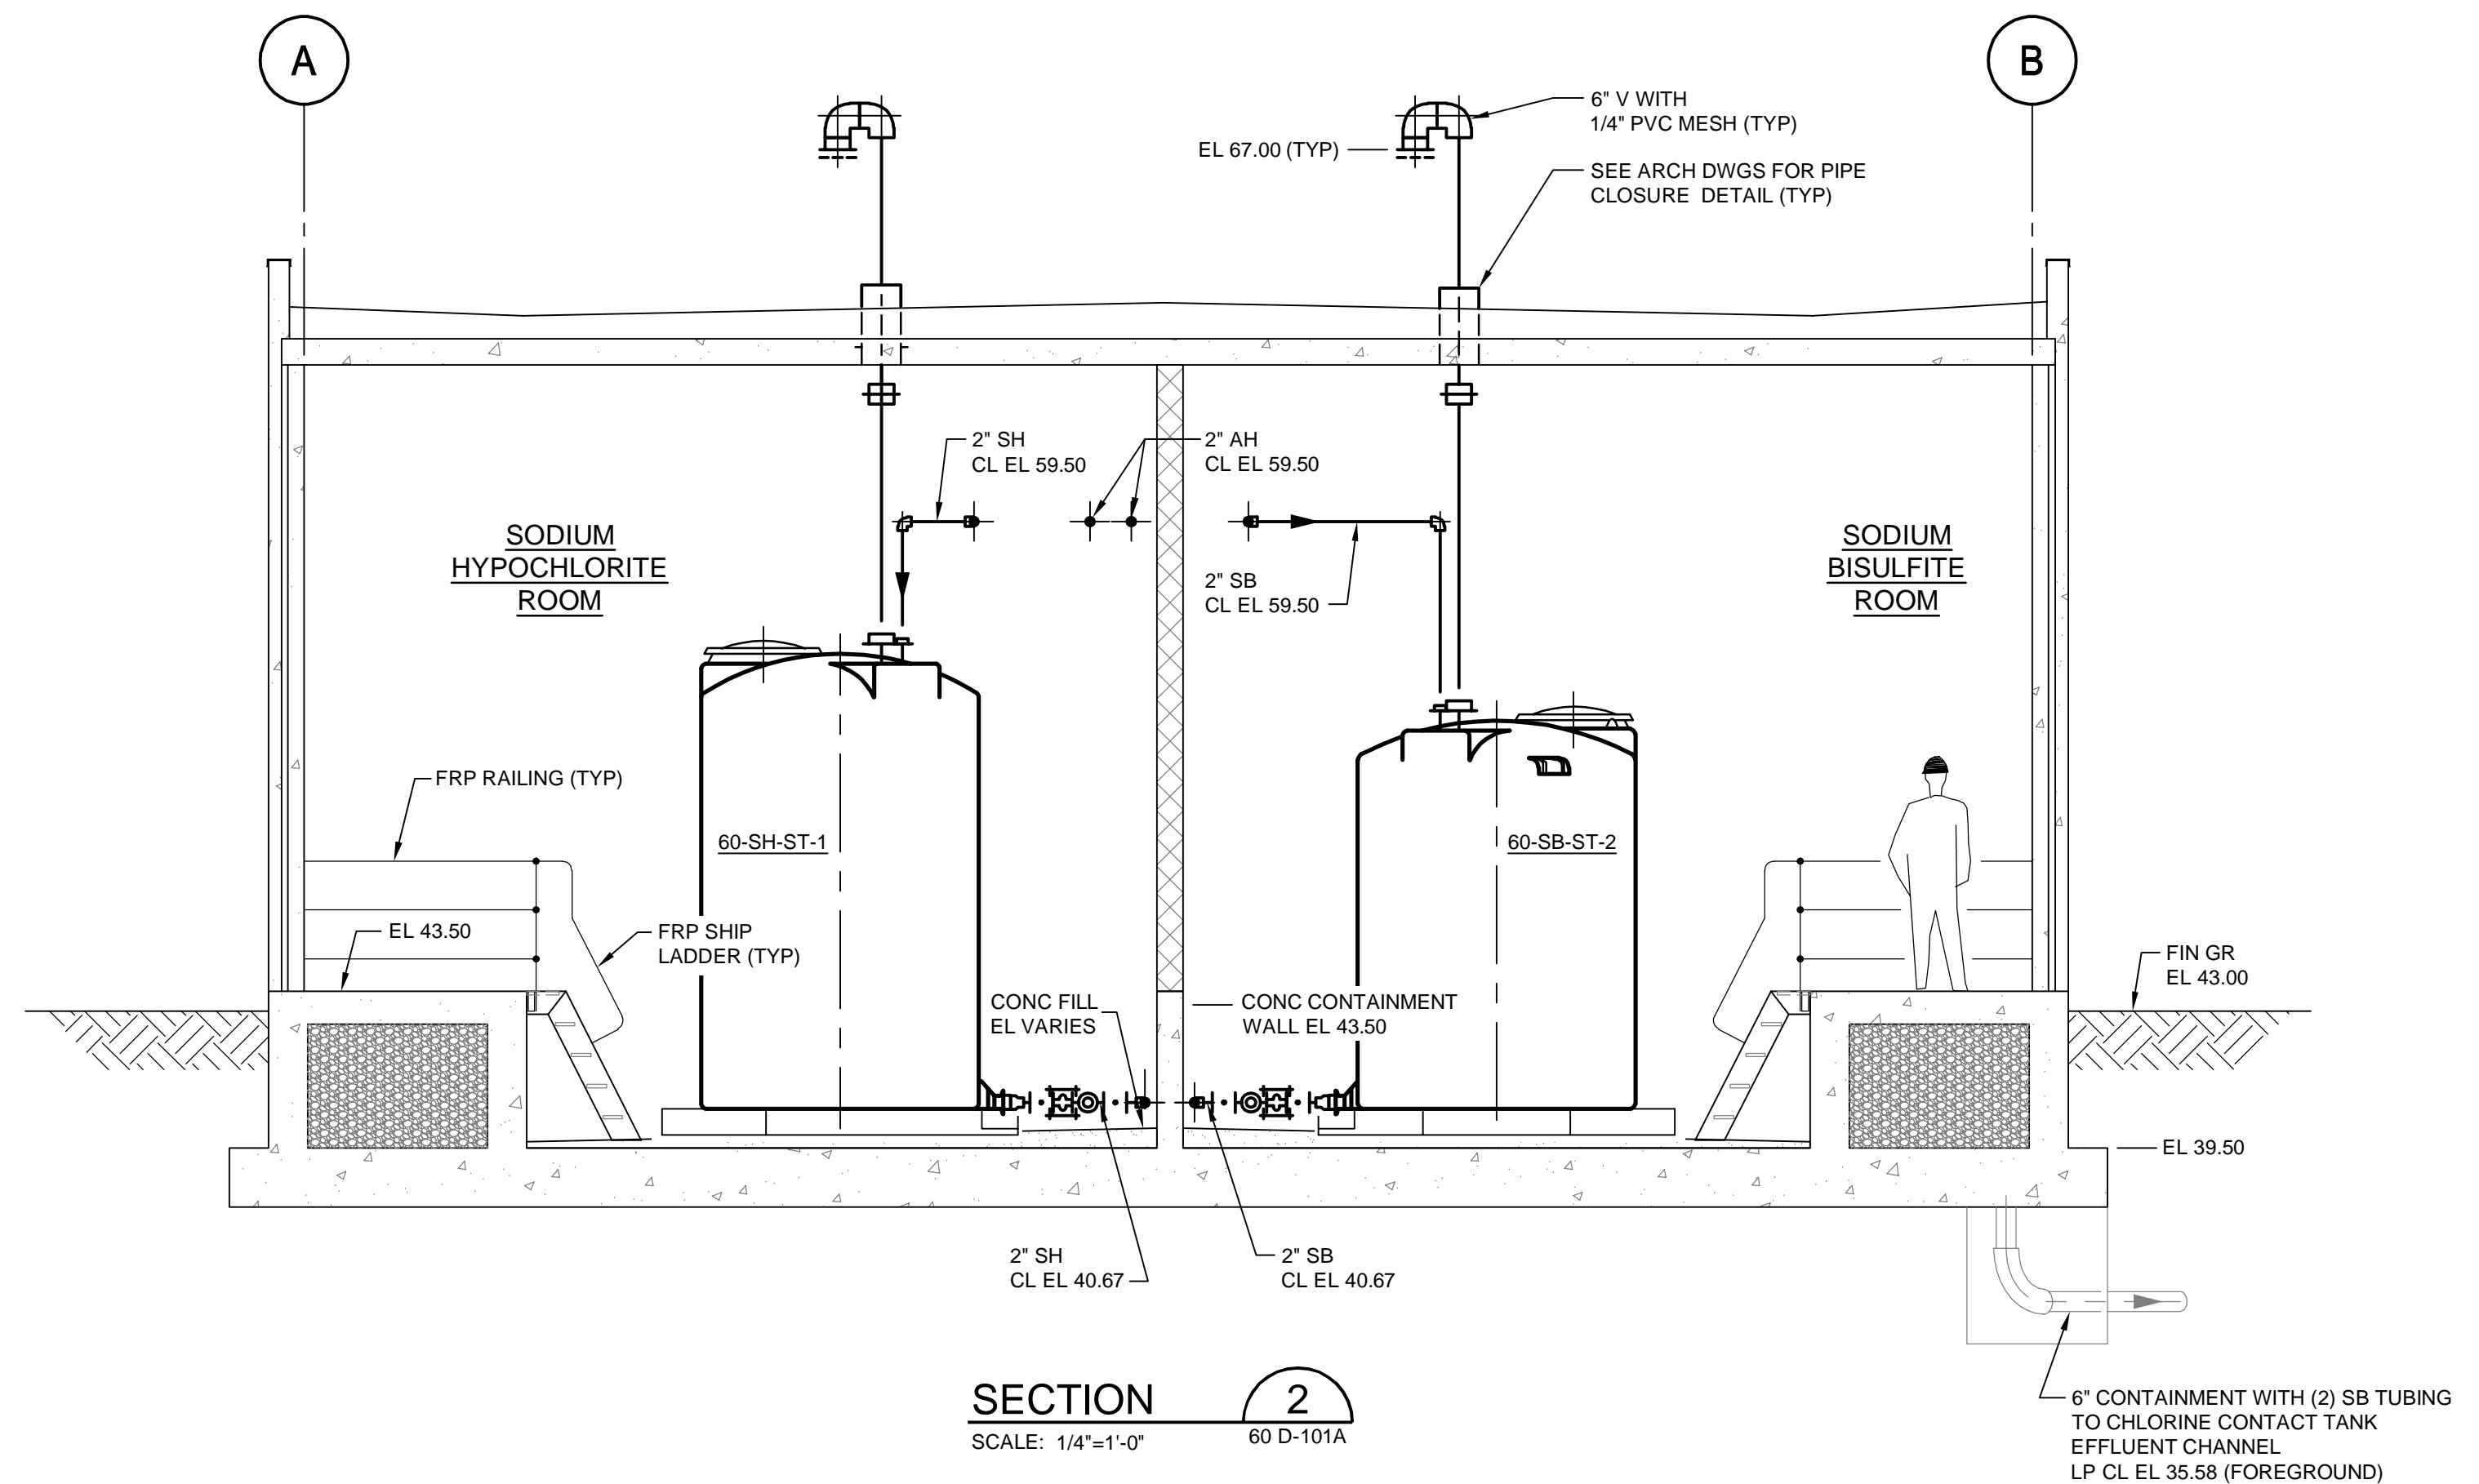 A
B
6" V WITH
1/4" PVC MESH (TYP)
EL 67.00 (TYP)
SEE ARCH DWGS FOR PIPE
CLOSURE DETAIL (TYP)
2" SH
CL EL 59.50
2" AH
CL EL 59.50
SODIUM
HYPOCHLORITE
ROOM
2" SB
CL EL 59.50
SODIUM
BISULFITE
ROOM
FRP RAILING (TYP)
60-SH-ST-1
60-SB-ST-2
EL 43.50
FRP SHIP
LADDER (TYP)
FIN GR
EL 43.00
CONC FILL
EL VARIES
CONC CONTAINMENT
WALL EL 43.50
EL 39.50
2" SH
CL EL 40.67
2" SB
CL EL 40.67
SECTION
2
SCALE: 1/4"=1'-0"
60 D-101A
6" CONTAINMENT WITH (2) SB TUBING
TO CHLORINE CONTACT TANK
EFFLUENT CHANNEL
LP CL EL 35.58 (FOREGROUND)